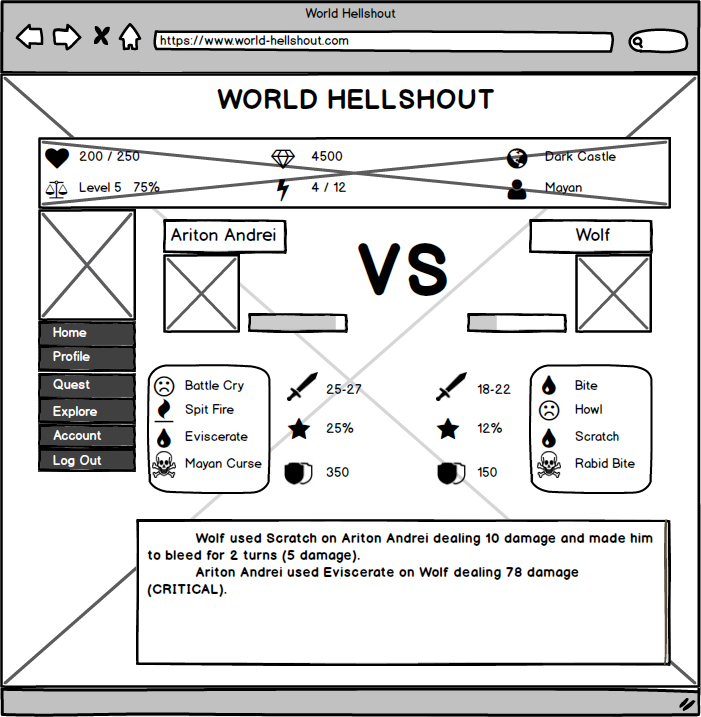 World Hellshout
https://www.world-hellshout.com
WORLD HELLSHOUT
200 / 250
4500
Dark Castle
Level 5 75%
4 / 12
Mayan
Ariton Andrei
VS
Wolf
Home
Profile
Quest
Explore
Account
Log Out
Battle Cry
Spit Fire
Eviscerate
Mayan Curse
25-27
25%
350
18-22
12%
150
Bite
Howl
Scratch
Rabid Bite
Wolf used Scratch on Ariton Andrei dealing 10 damage and made him
to bleed for 2 turns (5 damage).
Ariton Andrei used Eviscerate on Wolf dealing 78 damage
(CRITICAL).